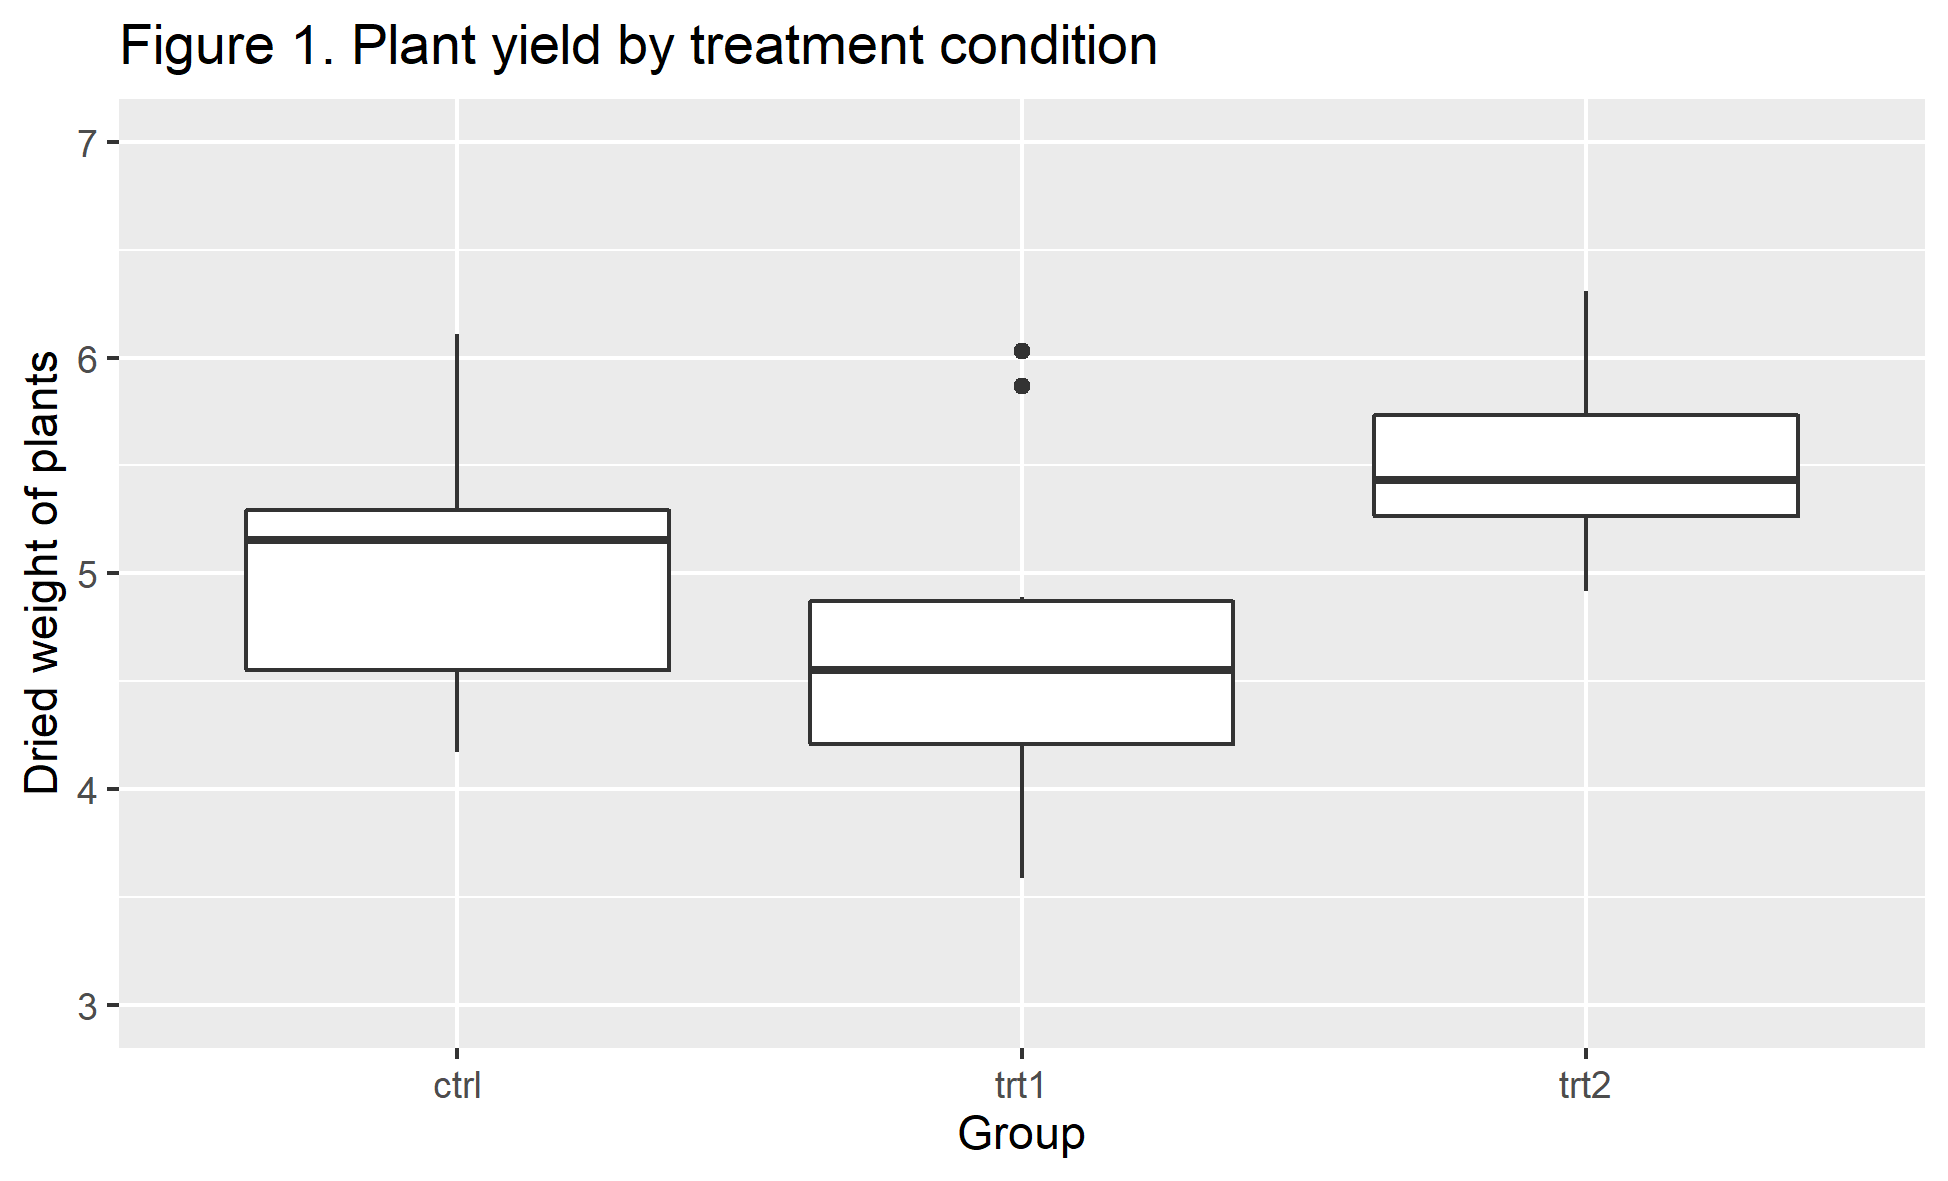 Figure 1. Plant yield by treatment condition
Dried weight of plants
7
6
5
4
3
ctrl trt1 trt2
Group